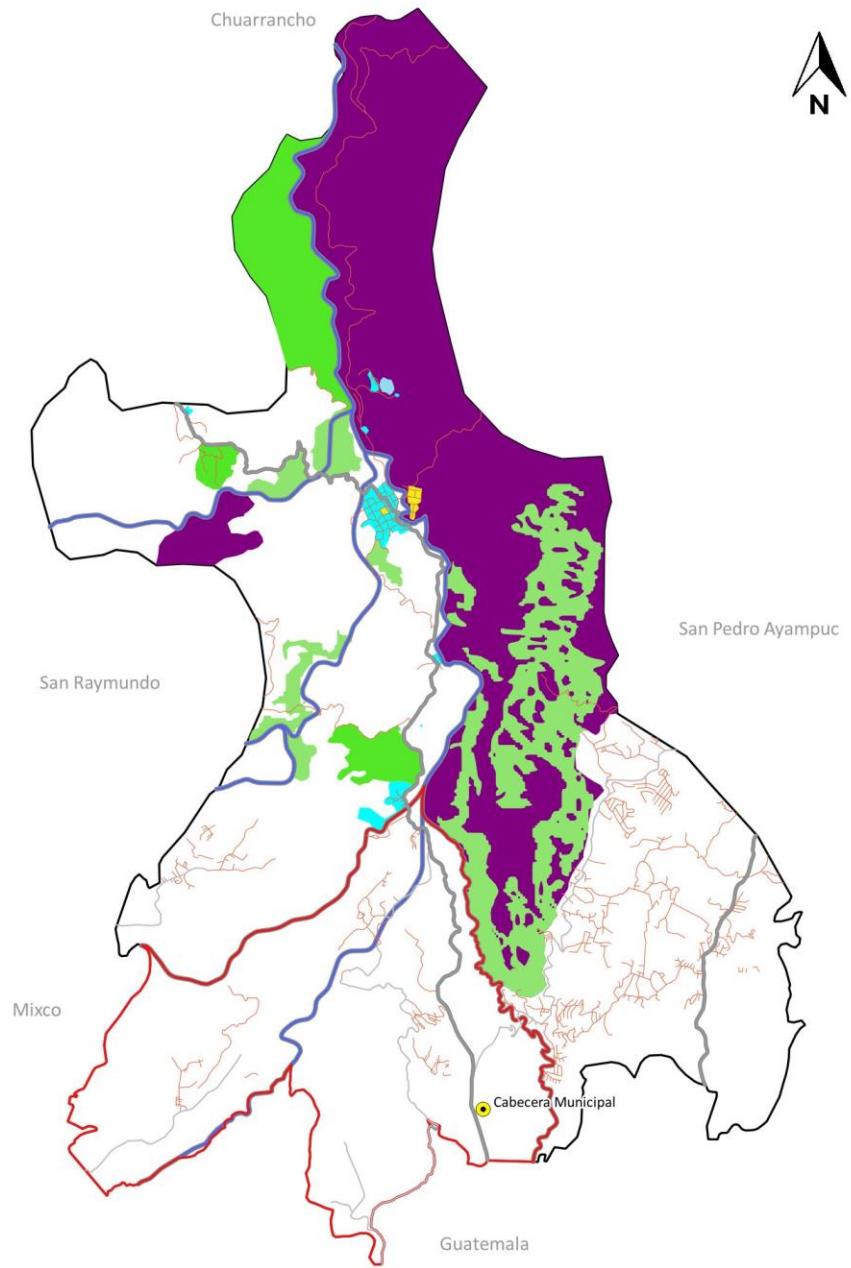 Chuarrancho
N
San Pedro Ayampuc
San Raymundo
Mixco
Cabecera Municipal
Guatemala